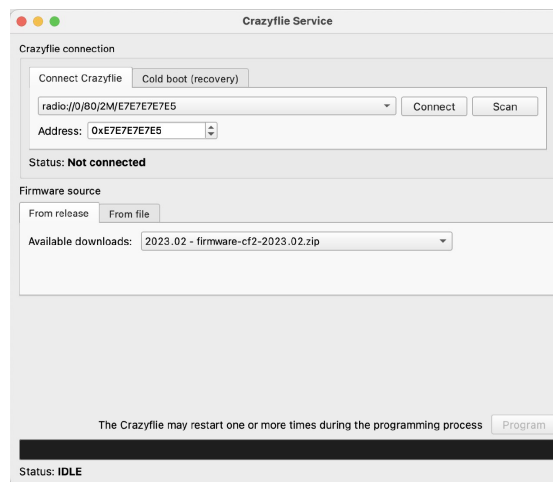 Crazyflie Service
Crazyflie connection
Connect Crazyflie Cold boot (recovery)
radio://0/80/2M/E7E7E7E7E5 Connect Scan
Address: 0xE7E7E7E7E5
Status: Not connected
Firmware source
From release From file
Available downloads: 2023.02 - firmware-cf2-2023.02.zip
The Crazyflie may restart one or more times during the programming process Program
Status: IDLE